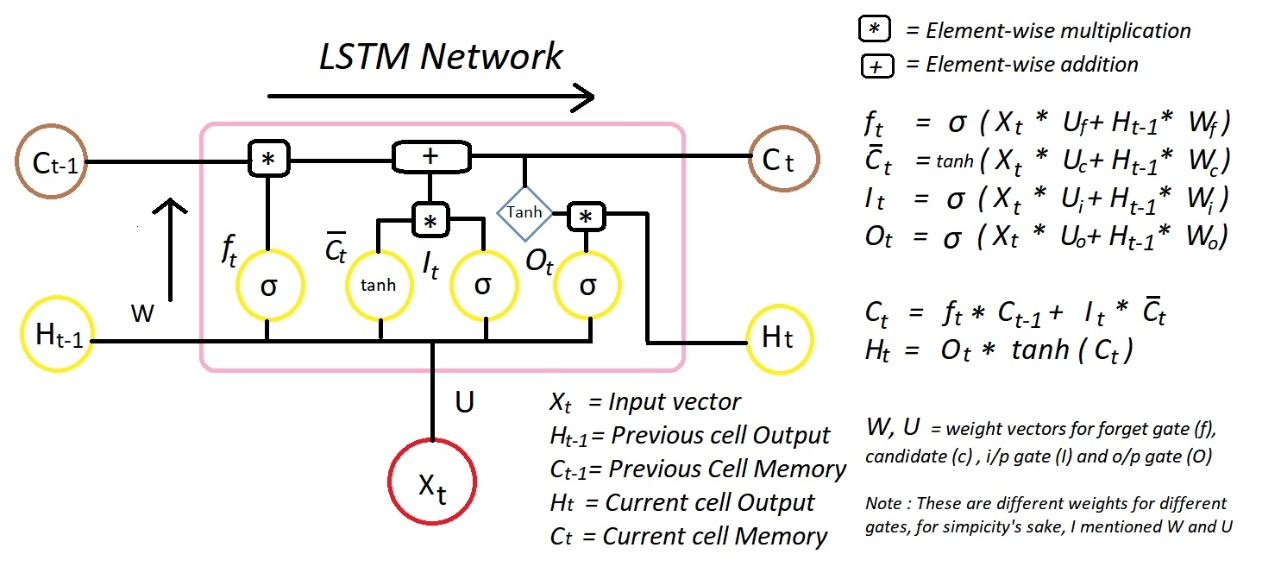 LSTM Network
* = Element-wise multiplication
+ = Element-wise addition
Ct-1
*
+
Ct
Tanh
*
*
ft
C̅t
It
Ot
σ
tanh
σ
σ
W
Ht-1
Ht
U
Xt
Xt = Input vector
Ht-1 = Previous cell Output
Ct-1 = Previous Cell Memory
Ht = Current cell Output
Ct = Current cell Memory
ft = σ ( Xt * Uf + Ht-1 * Wf )
C̅t = tanh ( Xt * Uc + Ht-1 * Wc )
It = σ ( Xt * Ui + Ht-1 * Wi )
Ot = σ ( Xt * Uo + Ht-1 * Wo )
Ct = ft * Ct-1 + It * C̅t
Ht = Ot * tanh ( Ct )
W, U = weight vectors for forget gate (f),
candidate (c) , i/p gate (I) and o/p gate (O)
Note : These are different weights for different
gates, for simpicity's sake, I mentioned W and U